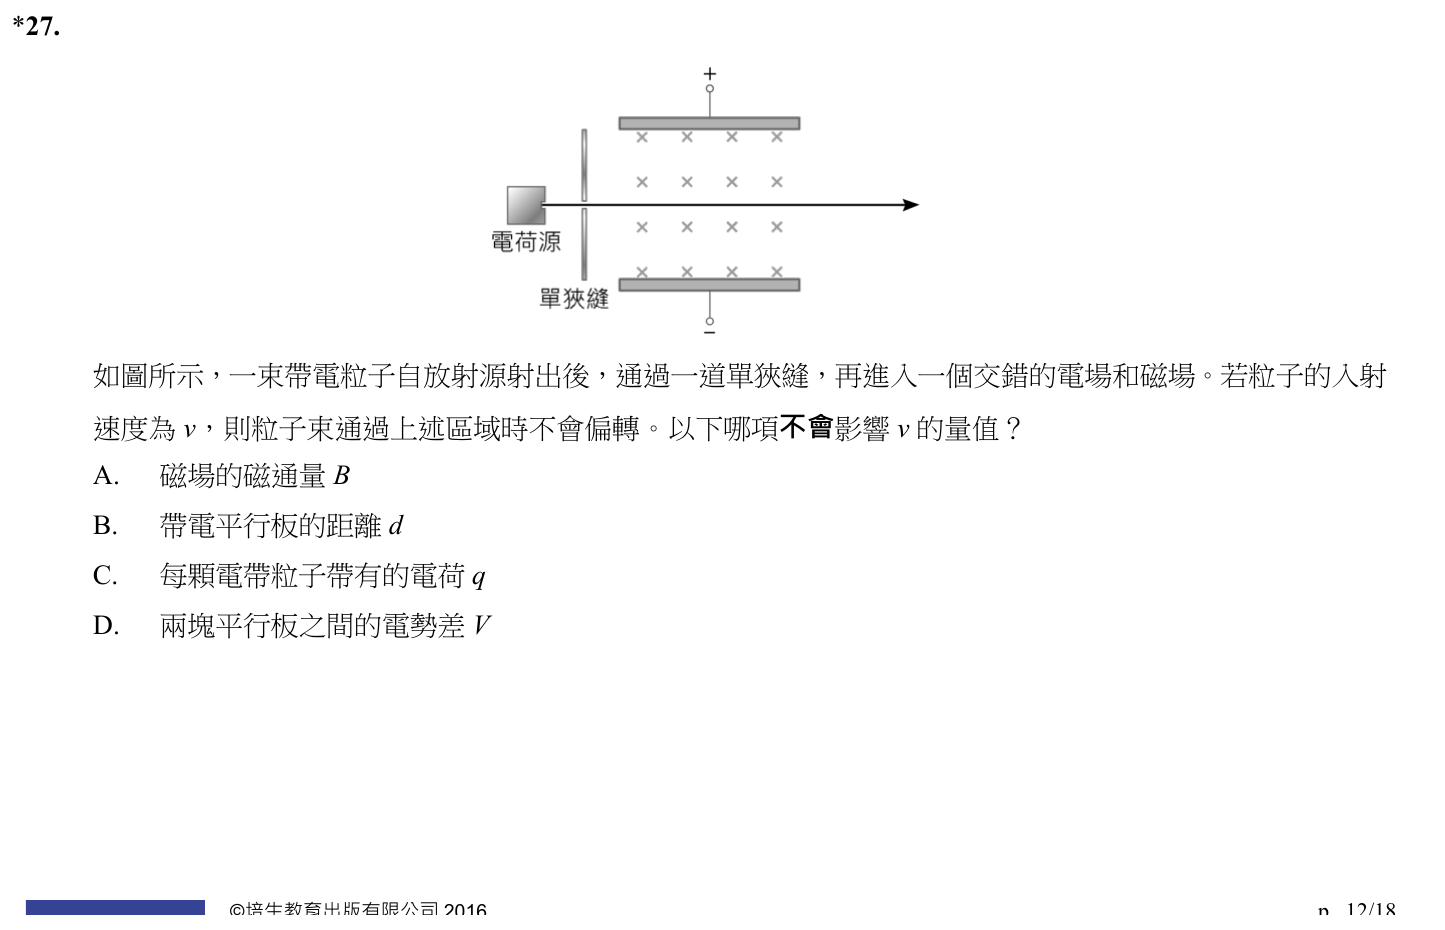 *27.
+
電荷源
單狹縫
–
如圖所示，一束帶電粒子自放射源射出後，通過一道單狹縫，再進入一個交錯的電場和磁場。若粒子的入射
速度為 v，則粒子束通過上述區域時不會偏轉。以下哪項不會影響 v 的量值？
A. 磁場的磁通量 B
B. 帶電平行板的距離 d
C. 每顆電帶粒子帶有的電荷 q
D. 兩塊平行板之間的電勢差 V
©培生教育出版有限公司 2016
p. 12/18